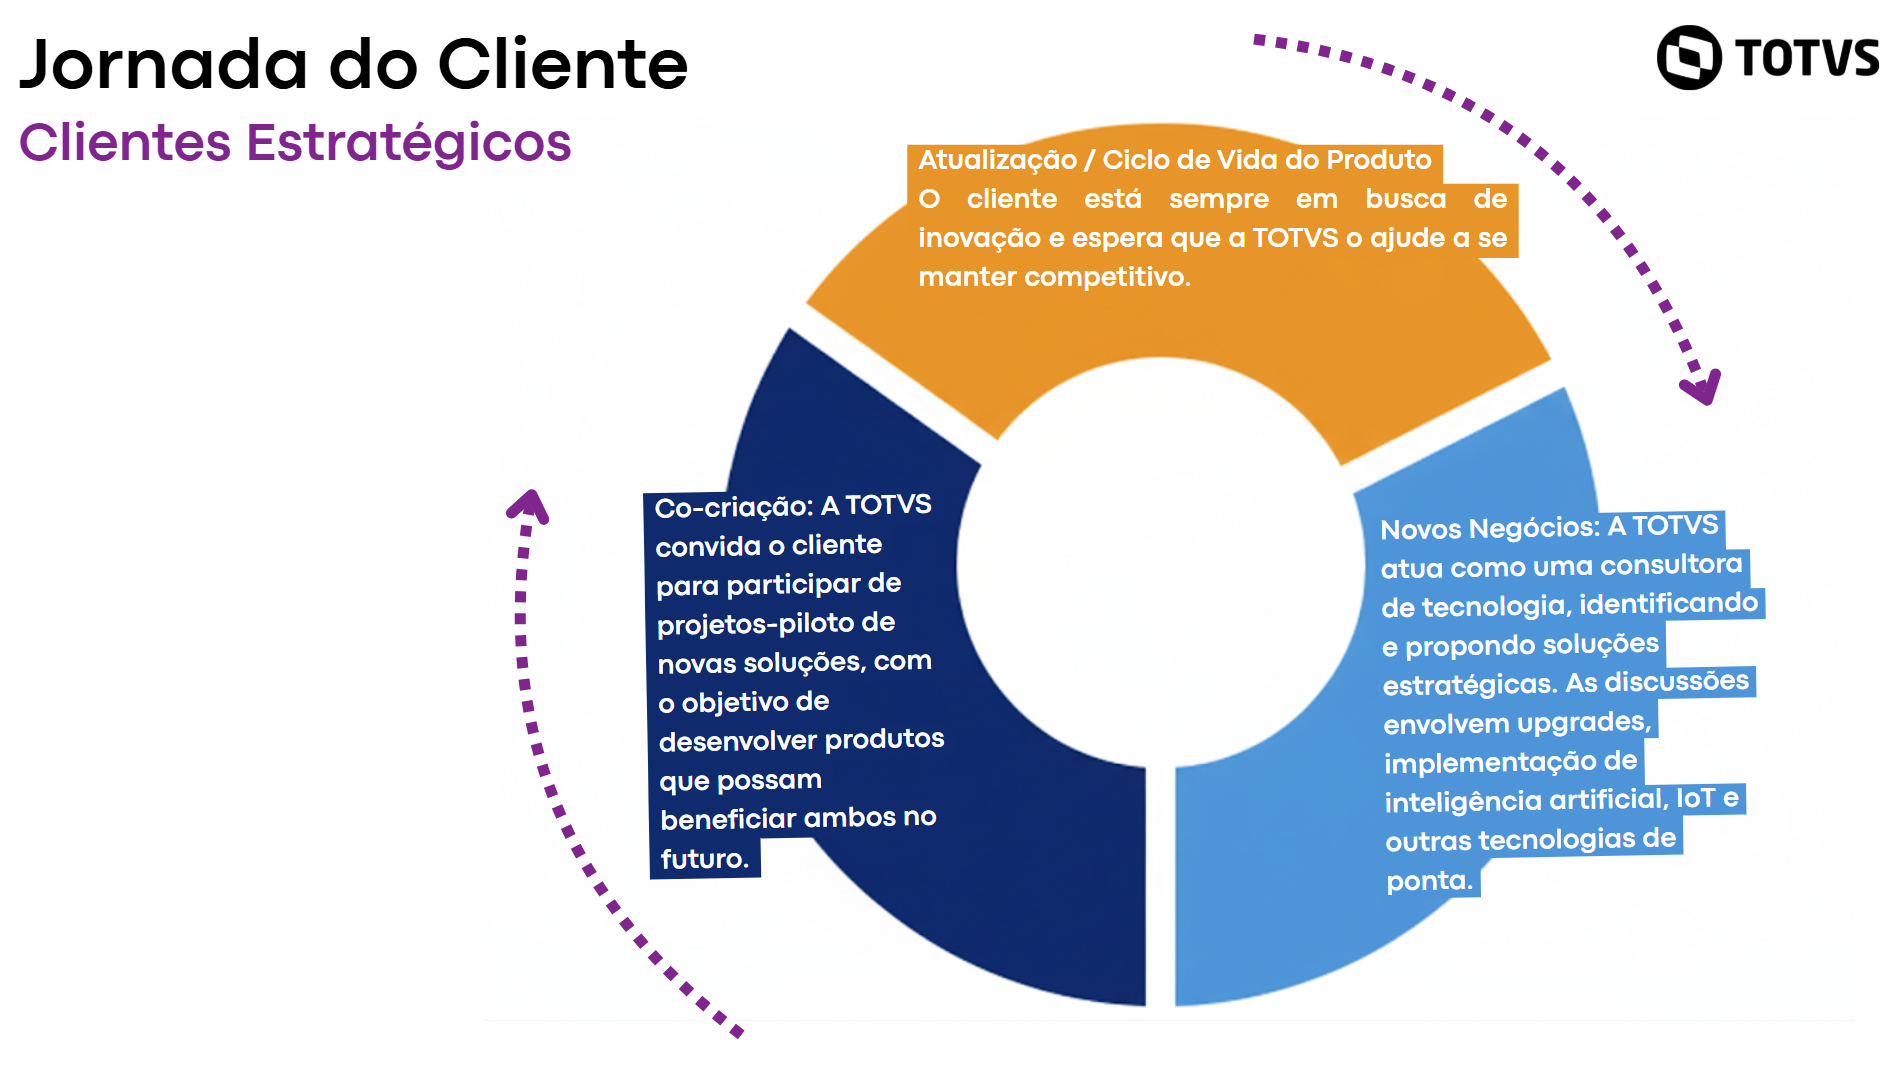 Jornada do Cliente
Clientes Estratégicos
TOTVS
Atualização / Ciclo de Vida do Produto
O cliente está sempre em busca de
inovação e espera que a TOTVS o ajude a se
manter competitivo.
Co-criação: A TOTVS
convida o cliente
para participar de
projetos-piloto de
novas soluções, com
o objetivo de
desenvolver produtos
que possam
beneficiar ambos no
futuro.
Novos Negócios: A TOTVS
atua como uma consultora
de tecnologia, identificando
e propondo soluções
estratégicas. As discussões
envolvem upgrades,
implementação de
inteligência artificial, IoT e
outras tecnologias de
ponta.